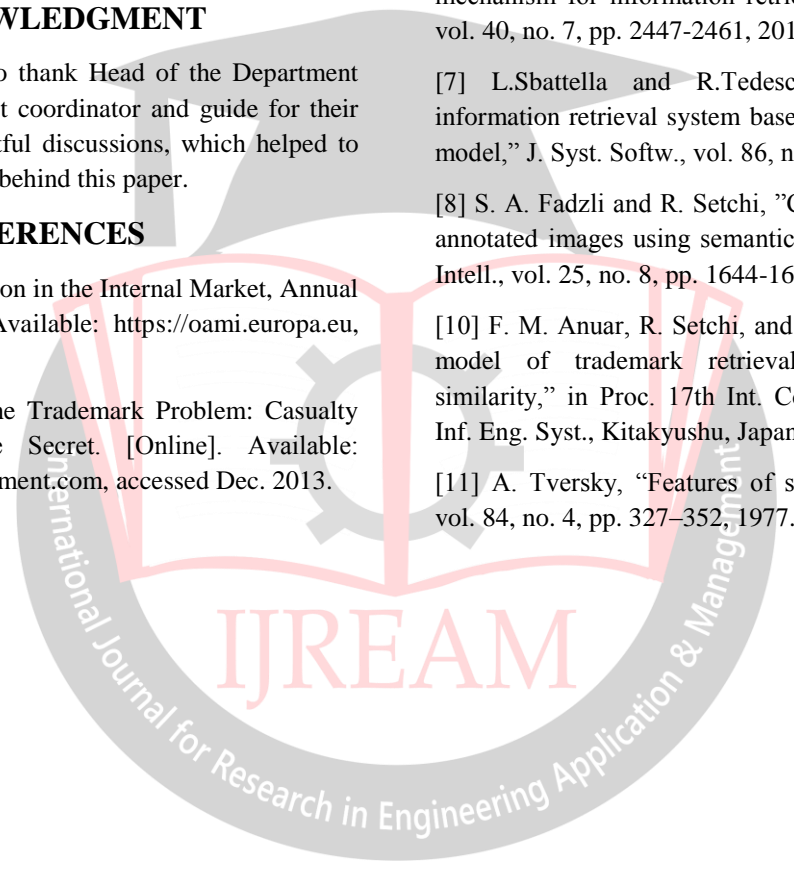 WLEDGMENT
o thank Head of the Department
t coordinator and guide for their
tful discussions, which helped to
behind this paper.
ERENCES
on in the Internal Market, Annual
Available: https://oami.europa.eu,
ne Trademark Problem: Casualty
e Secret. [Online]. Available:
ment.com, accessed Dec. 2013.
mechanism for information retrie
vol. 40, no. 7, pp. 2447-2461, 201
[7] L.Sbattella and R.Tedesc
information retrieval system base
model,” J. Syst. Softw., vol. 86, n
[8] S. A. Fadzli and R. Setchi, ”C
annotated images using semantic
Intell., vol. 25, no. 8, pp. 1644-16
[10] F. M. Anuar, R. Setchi, and
model of trademark retrieval
similarity,” in Proc. 17th Int. Co
Inf. Eng. Syst., Kitakyushu, Japan
[11] A. Tversky, “Features of s
vol. 84, no. 4, pp. 327–352, 1977.
IJREAM
International Journal for Research in Engineering Application & Management